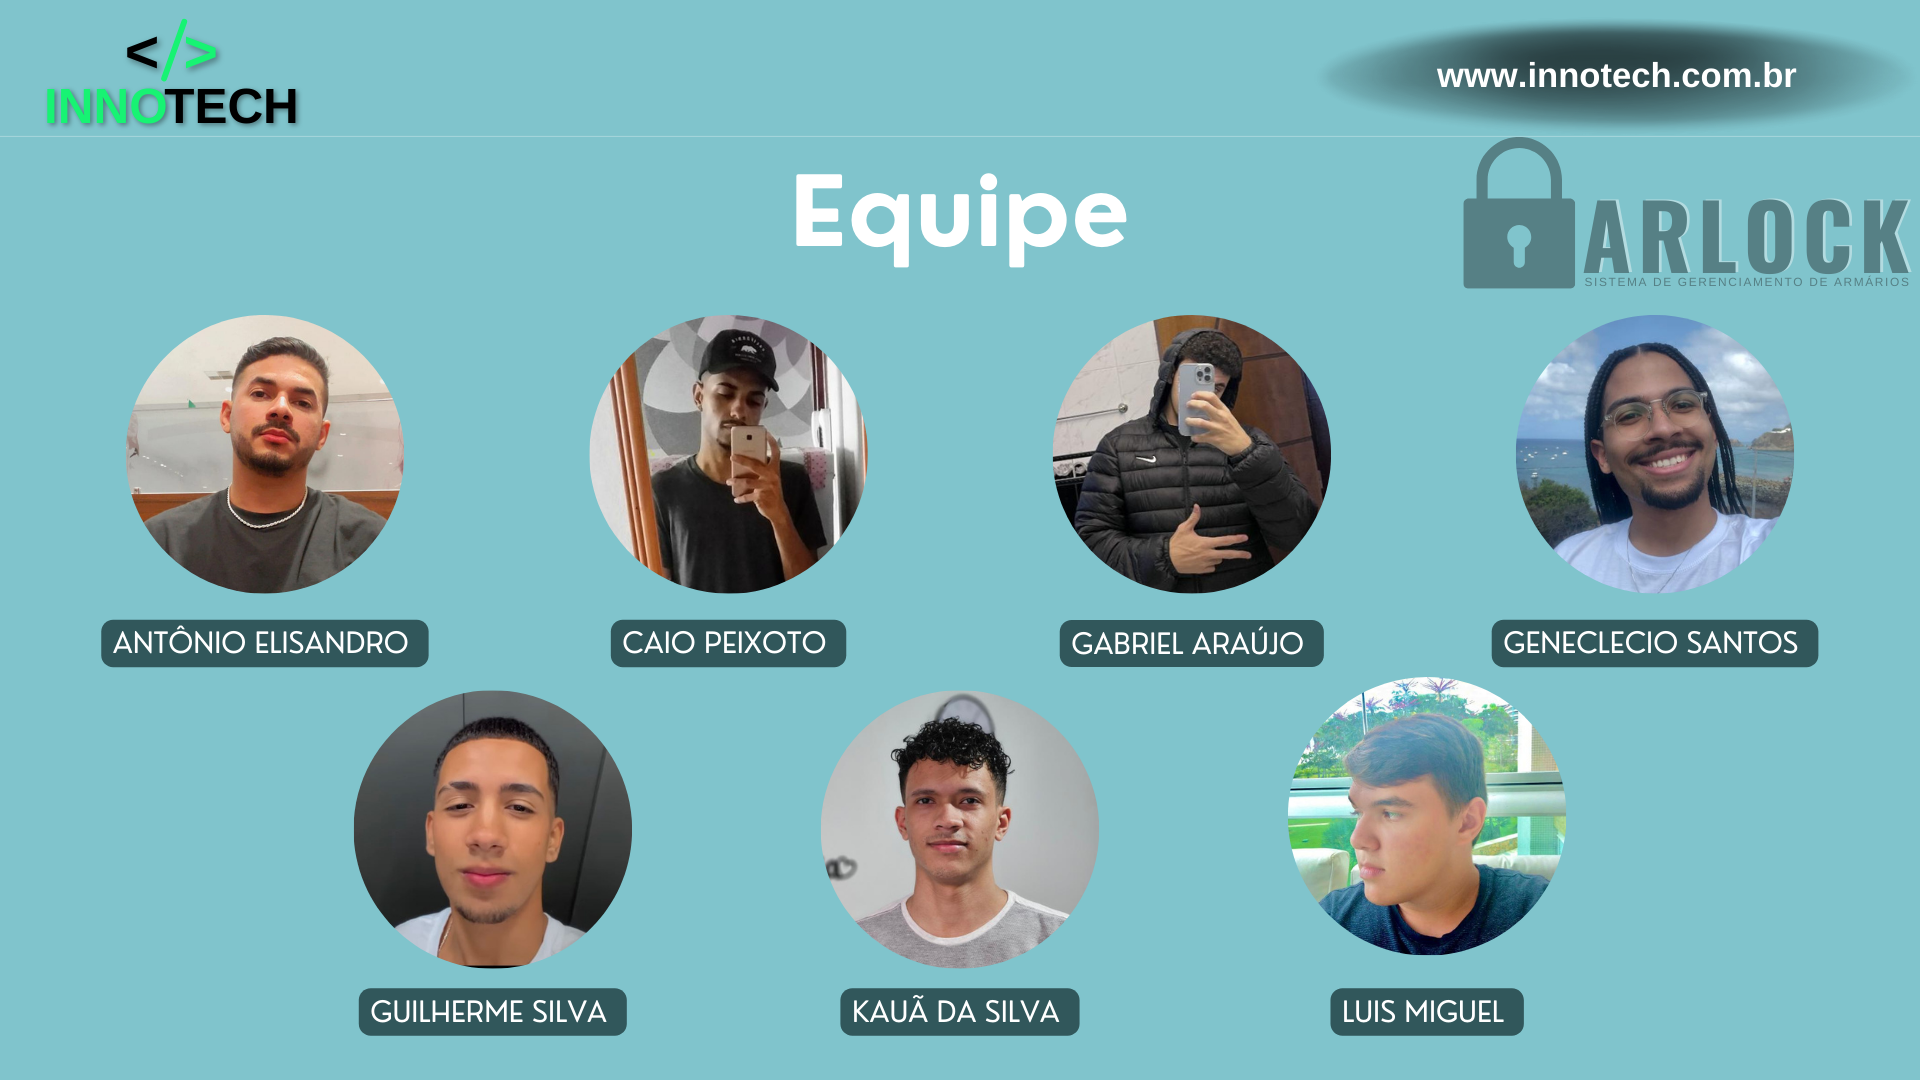 </>
INNOTECH
www.innotech.com.br
Equipe
ARLOCK
SISTEMA DE GERENCIAMENTO DE ARMÁRIOS
ANTÔNIO ELISANDRO
CAIO PEIXOTO
GABRIEL ARAÚJO
GENECLECIO SANTOS
GUILHERME SILVA
KAUÃ DA SILVA
LUIS MIGUEL